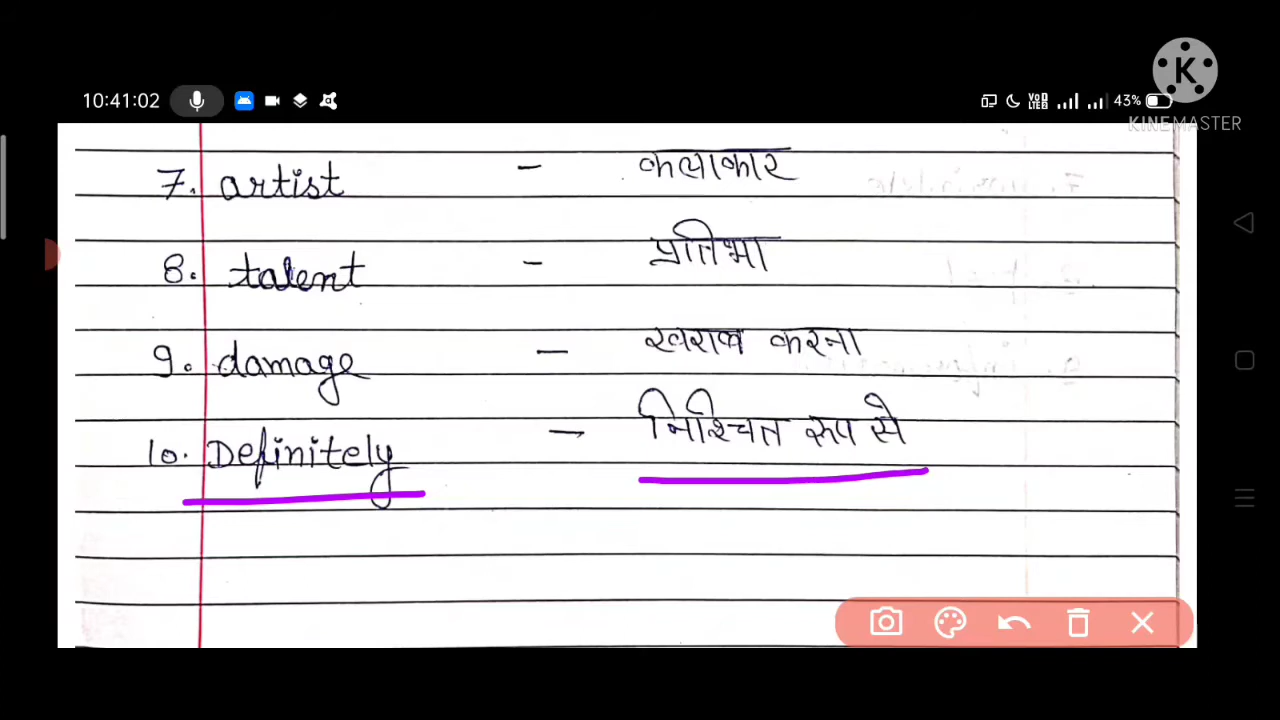 10:41:02 43%
KINEMASTER
7. artist - कलाकार
8. talent - प्रतिभा
9. damage - खराब करना
10. Definitely - निश्चित रूप से